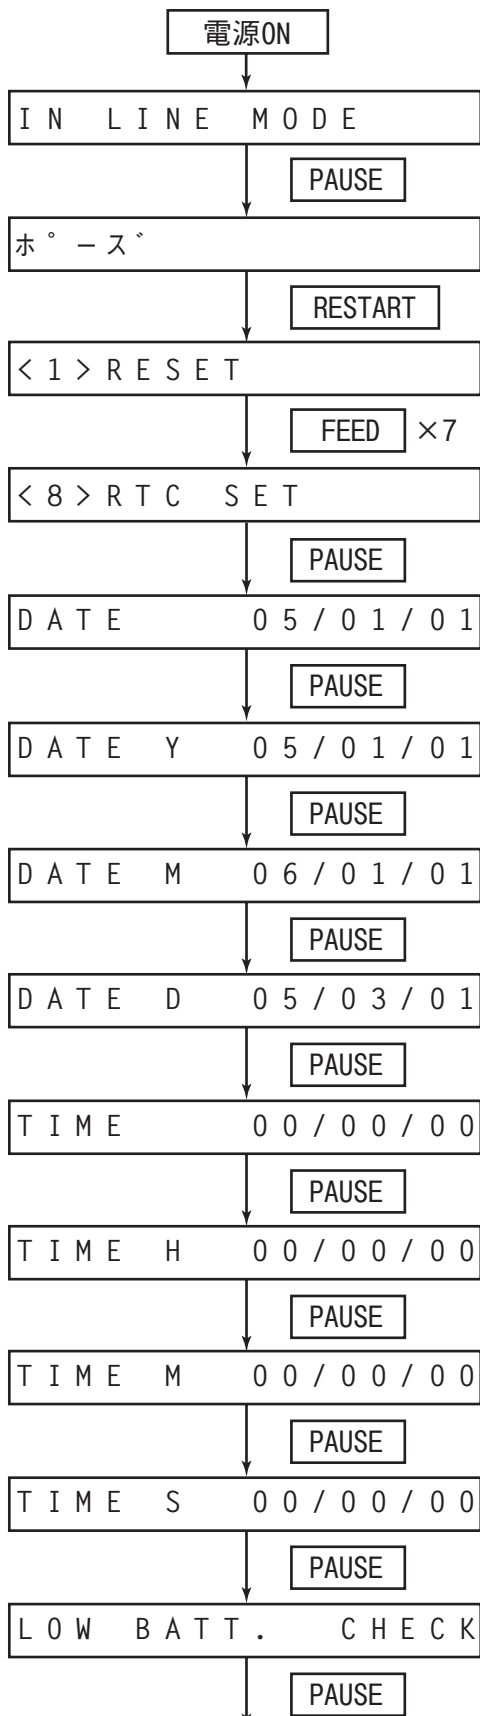 電源ON
IN LINE MODE
PAUSE
ﾎﾟｰｽﾞ
RESTART
<1>RESET
FEED ×7
<8>RTC SET
PAUSE
DATE 05/01/01
PAUSE
DATE Y 05/01/01
PAUSE
DATE M 06/01/01
PAUSE
DATE D 05/03/01
PAUSE
TIME 00/00/00
PAUSE
TIME H 00/00/00
PAUSE
TIME M 00/00/00
PAUSE
TIME S 00/00/00
PAUSE
LOW BATT. CHECK
PAUSE